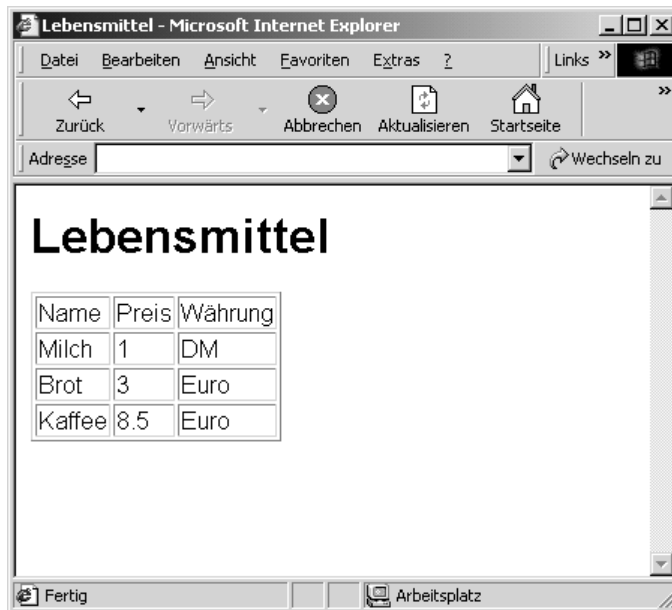 Lebensmittel - Microsoft Internet Explorer
Datei Bearbeiten Ansicht Favoriten Extras ? Links »
Zurück Vorwärts Abbrechen Aktualisieren Startseite »
Adresse Wechseln zu
Lebensmittel
Name Preis Währung
Milch 1 DM
Brot 3 Euro
Kaffee 8.5 Euro
Fertig Arbeitsplatz